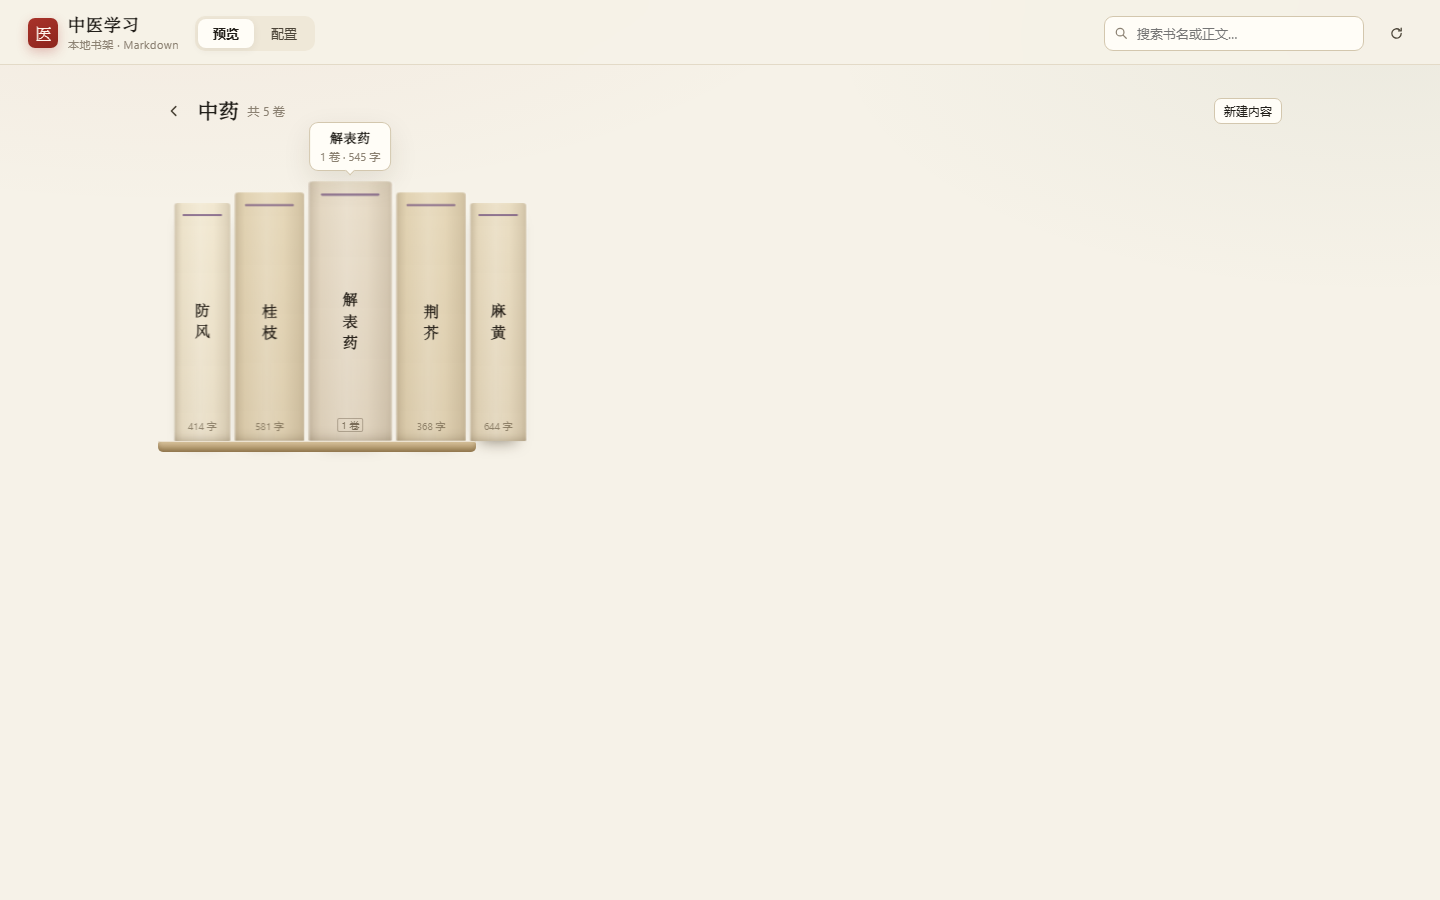 医
中医学习
本地书架 · Markdown
预览
配置
搜索书名或正文...
中药
共 5 卷
新建内容
解表药
1 卷 · 545 字
防风
414 字
桂枝
581 字
解表药
1 卷
荆芥
368 字
麻黄
644 字